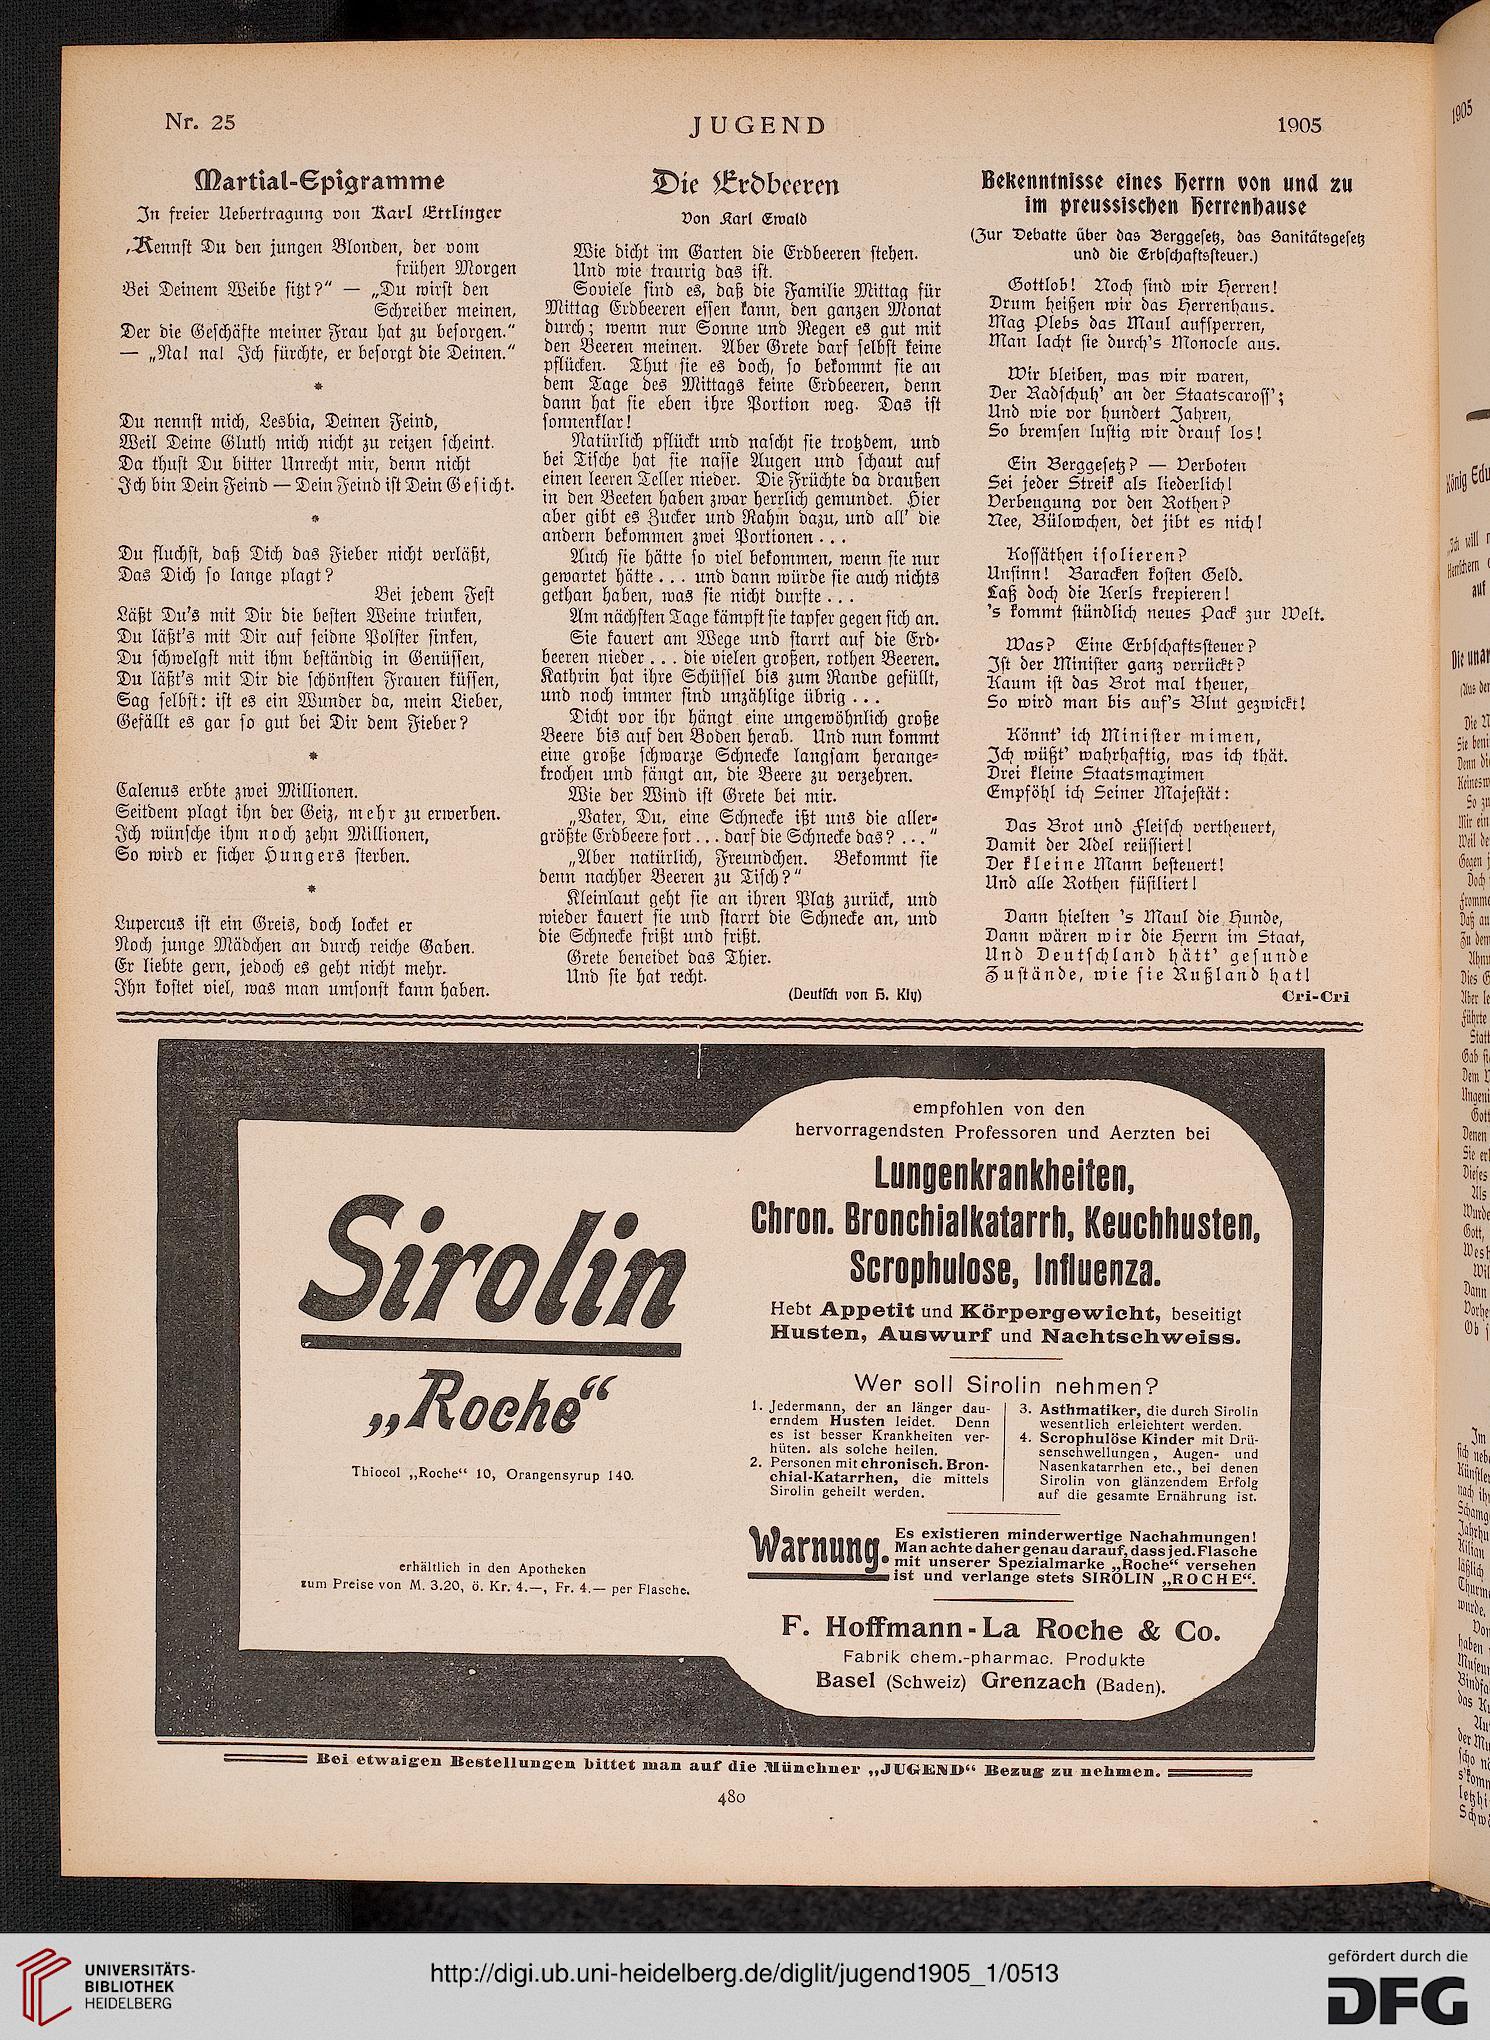 Nr. 25
JUGEND
1905
Martial-Epigramme
In freier Uebertragung von Karl Ettlinger
„Kennst Du den jungen Blonden, der vom
frühen Morgen
Bei Deinem Weibe sitzt?“ — „Du wirst den
Schreiber meinen,
Der die Geschäfte meiner Frau hat zu besorgen.“
— „Na! na! Ich fürchte, er besorgt die Deinen.“
*
Du nennst mich, Lesbia, Deinen Feind,
Weil Deine Gluth mich nicht zu reizen scheint.
Da thust Du bitter Unrecht mir, denn nicht
Ich bin Dein Feind — Dein Feind ist Dein Gesicht.
*
Du fluchst, daß Dich das Fieber nicht verläßt,
Das Dich so lange plagt?
Bei jedem Fest
Läßt Du's mit Dir die besten Weine trinken,
Du läßt's mit Dir auf seidne Polster sinken,
Du schwelgst mit ihm beständig in Genüssen,
Du läßt's mit Dir die schönsten Frauen küssen,
Sag selbst: ist es ein Wunder da, mein Lieber,
Gefällt es gar so gut bei Dir dem Fieber?
*
Calenus erbte zwei Millionen.
Seitdem plagt ihn der Geiz, mehr zu erwerben.
Ich wünsche ihm noch zehn Millionen,
So wird er sicher Hungers sterben.
*
Lupercus ist ein Greis, doch locket er
Noch junge Mädchen an durch reiche Gaben.
Er liebte gern, jedoch es geht nicht mehr.
Ihn kostet viel, was man umsonst kann haben.
Die Erdbeeren
Von Karl Ewald
Wie dicht im Garten die Erdbeeren stehen.
Und wie traurig das ist.
Soviele sind es, daß die Familie Mittag für
Mittag Erdbeeren essen kann, den ganzen Monat
durch; wenn nur Sonne und Regen es gut mit
den Beeren meinen. Aber Grete darf selbst keine
pflücken. Thut sie es doch, so bekommt sie an
dem Tage des Mittags keine Erdbeeren, denn
dann hat sie eben ihre Portion weg. Das ist
sonnenklar!
Natürlich pflückt und nascht sie trotzdem, und
bei Tische hat sie nasse Augen und schaut auf
einen leeren Teller nieder. Die Früchte da draußen
in den Beeten haben zwar herrlich gemundet. Hier
aber gibt es Zucker und Rahm dazu, und all' die
andern bekommen zwei Portionen...
Auch sie hätte so viel bekommen, wenn sie nur
gewartet hätte... und dann würde sie auch nichts
gethan haben, was sie nicht durfte...
Am nächsten Tage kämpft sie tapfer gegen sich an.
Sie kauert am Wege und starrt auf die Erd-
beeren nieder... die vielen großen, rothen Beeren.
Kathrin hat ihre Schüssel bis zum Rande gefüllt,
und noch immer sind unzählige übrig...
Dicht vor ihr hängt eine ungewöhnlich große
Beere bis auf den Boden herab. Und nun kommt
eine große schwarze Schnecke langsam herange-
krochen und fängt an, die Beere zu verzehren.
Wie der Wind ist Grete bei mir.
„Vater, Du, eine Schnecke ißt uns die aller-
größte Erdbeere fort... darf die Schnecke das?...“
„Aber natürlich, Freundchen. Bekommt sie
denn nachher Beeren zu Tisch?“
Kleinlaut geht sie an ihren Platz zurück, und
wieder kauert sie und starrt die Schnecke an, und
die Schnecke frißt und frißt.
Grete beneidet das Thier.
Und sie hat recht.
(Deutsch von H. Kiy)
Bekenntnisse eines Herrn von und zu
im preussischen Herrenhause
(Zur Debatte über das Berggesetz, das Sanitätsgesetz
und die Erbschaftssteuer.)
Gottlob! Noch sind wir Herren!
Drum heißen wir das Herrenhaus.
Mag Plebs das Maul aufsperren,
Man lacht sie durch's Monocle aus.
Wir bleiben, was wir waren,
Der Radschuh' an der Staatscaross';
Und wie vor hundert Jahren,
So bremsen lustig wir drauf los!
Ein Berggesetz? — Verboten
Sei jeder Streik als liederlich!
Verbeugung vor den Rothen?
Nee, Bülowchen, det jibt es nich!
Kossäthen isolieren?
Unsinn! Baracken kosten Geld.
Laß doch die Kerls krepieren!
's kommt stündlich neues Pack zur Welt.
Was? Eine Erbschaftssteuer?
Ist der Minister ganz verrückt?
Kaum ist das Brot mal theuer,
So wird man bis auf's Blut gezwickt!
Könnt' ich Minister mimen,
Ich wüßt' wahrhaftig, was ich thät.
Drei kleine Staatsmaximen
Empföhl ich Seiner Majestät:
Das Brot und Fleisch vertheuert,
Damit der Adel reüssiert!
Der kleine Mann besteuert!
Und alle Rothen füsiliert!
Dann hielten 's Maul die Hunde,
Dann wären wir die Herrn im Staat,
Und Deutschland hätt' gesunde
Zustände, wie sie Rußland hat!
Cri-Cri
Sirolin
„Roche“
Thiocol „Roche“ 10, Orangensyrup 140.
erhältlich in den Apotheken
zum Preise von M. 3.20, ö. Kr. 4.—, Fr. 4.— per Flasche.
empfohlen von den
hervorragendsten Professoren und Aerzten bei
Lungenkrankheiten,
Chron. Bronchialkatarrh, Keuchhusten,
Scrophulose, Influenza.
Hebt Appetit und Körpergewicht, beseitigt
Husten, Auswurf und Nachtschweiss.
Wer soll Sirolin nehmen?
1. Jedermann, der an länger dau-
erndem Husten leidet. Denn
es ist besser Krankheiten ver-
hüten, als solche heilen.
2. Personen mit chronisch. Bron-
chial-Katarrhen, die mittels
Sirolin geheilt werden.
3. Asthmatiker, die durch Sirolin
wesentlich erleichtert werden.
4. Scrophulöse Kinder mit Drü-
senschwellungen, Augen- und
Nasenkatarrhen etc., bei denen
Sirolin von glänzendem Erfolg
auf die gesamte Ernährung ist.
Warnung.
Es existieren minderwertige Nachahmungen!
Man achte daher genau darauf, dass jed. Flasche
mit unserer Spezialmarke „Roche“ versehen
ist und verlange stets SIROLIN „ROCHE“.
F. Hoffmann-La Roche & Co.
Fabrik chem.-pharmac. Produkte
Basel (Schweiz) Grenzach (Baden).
Bei etwaigen Bestellungen bittet man auf die Münchner „JUGEND“ Bezug zu nehmen.
480
1905
UNIVERSITÄTS-
BIBLIOTHEK
HEIDELBERG
http://digi.ub.uni-heidelberg.de/diglit/jugend1905_1/0513
gefördert durch die
DFG